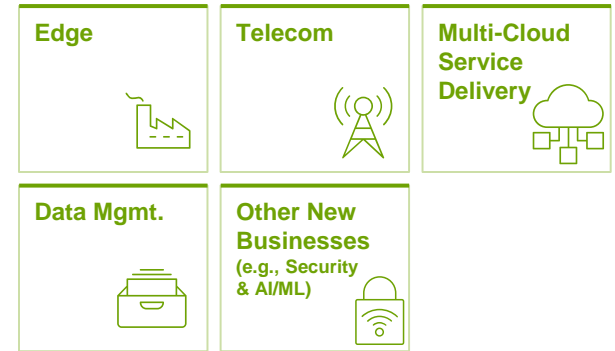 Edge
Telecom
Multi-Cloud
Service
Delivery
Data Mgmt.
Other New
Businesses
(e.g., Security
& AI/ML)